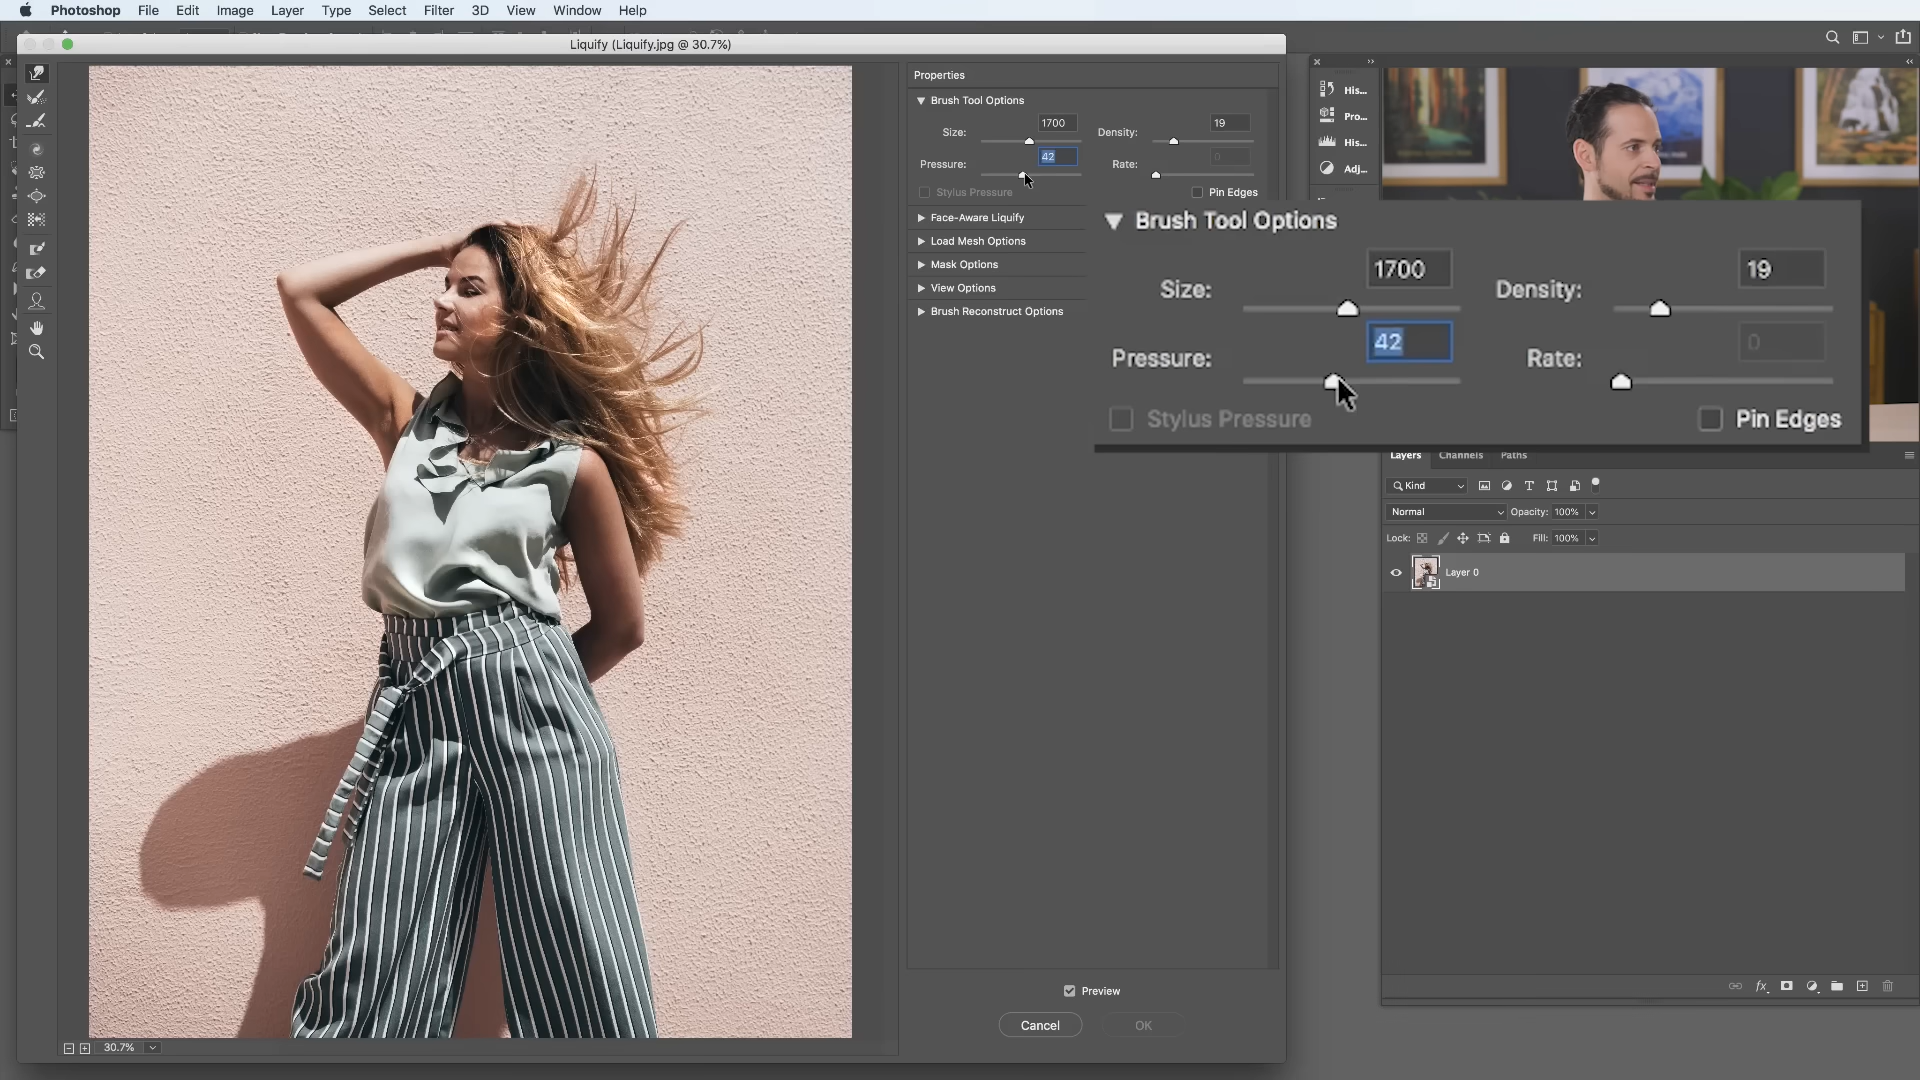 Photoshop File Edit Image Layer Type Select Filter 3D View Window Help
Liquify (Liquify.jpg @ 30.7%)
Properties
Brush Tool Options
Size: 1700 Density: 19
Pressure: 42 Rate: 0
Stylus Pressure Pin Edges
Face-Aware Liquify
Load Mesh Options
Mask Options
View Options
Brush Reconstruct Options
His...
Pro...
His...
Adj...
Brush Tool Options
Size: 1700 Density: 19
Pressure: 42 Rate: 0
Stylus Pressure Pin Edges
Layers Channels Paths
Kind
Normal Opacity: 100%
Lock: Fill: 100%
Layer 0
fx
Preview
Cancel OK
30.7%